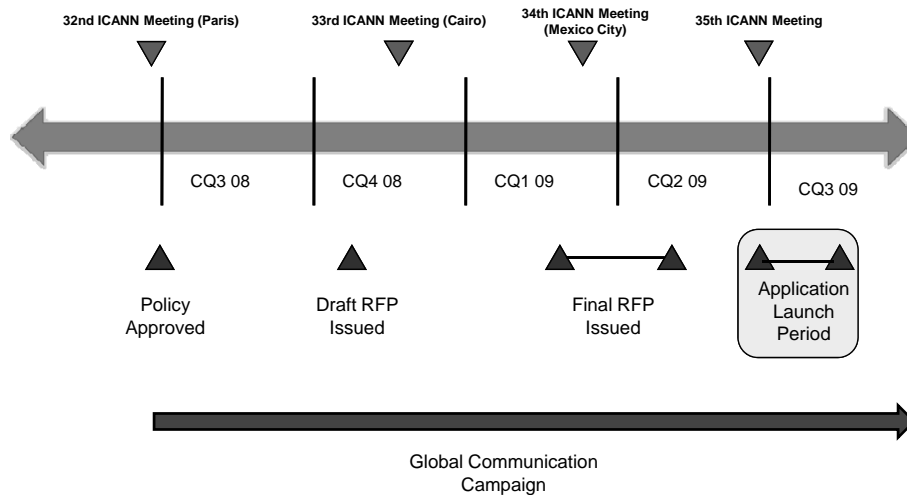 32nd ICANN Meeting (Paris)
33rd ICANN Meeting (Cairo)
34th ICANN Meeting
(Mexico City)
35th ICANN Meeting
CQ3 08
CQ4 08
CQ1 09
CQ2 09
CQ3 09
Policy
Approved
Draft RFP
Issued
Final RFP
Issued
Application
Launch
Period
Global Communication
Campaign